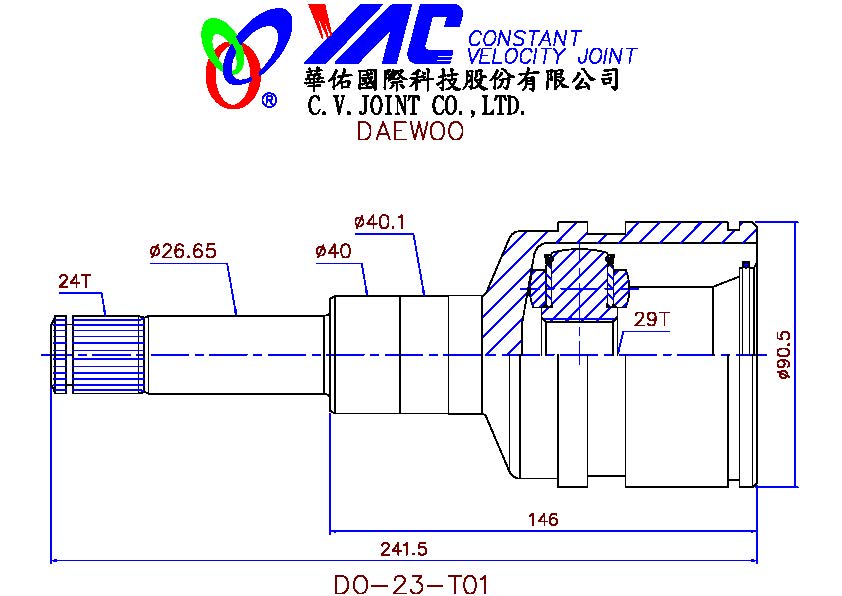 YAC CONSTANT
VELOCITY JOINT
®
華佑國際科技股份有限公司
C.V.JOINT CO.,LTD.
DAEWOO
ø40.1
ø26.65
ø40
24T
29T
ø90.5
146
241.5
DO-23-T01